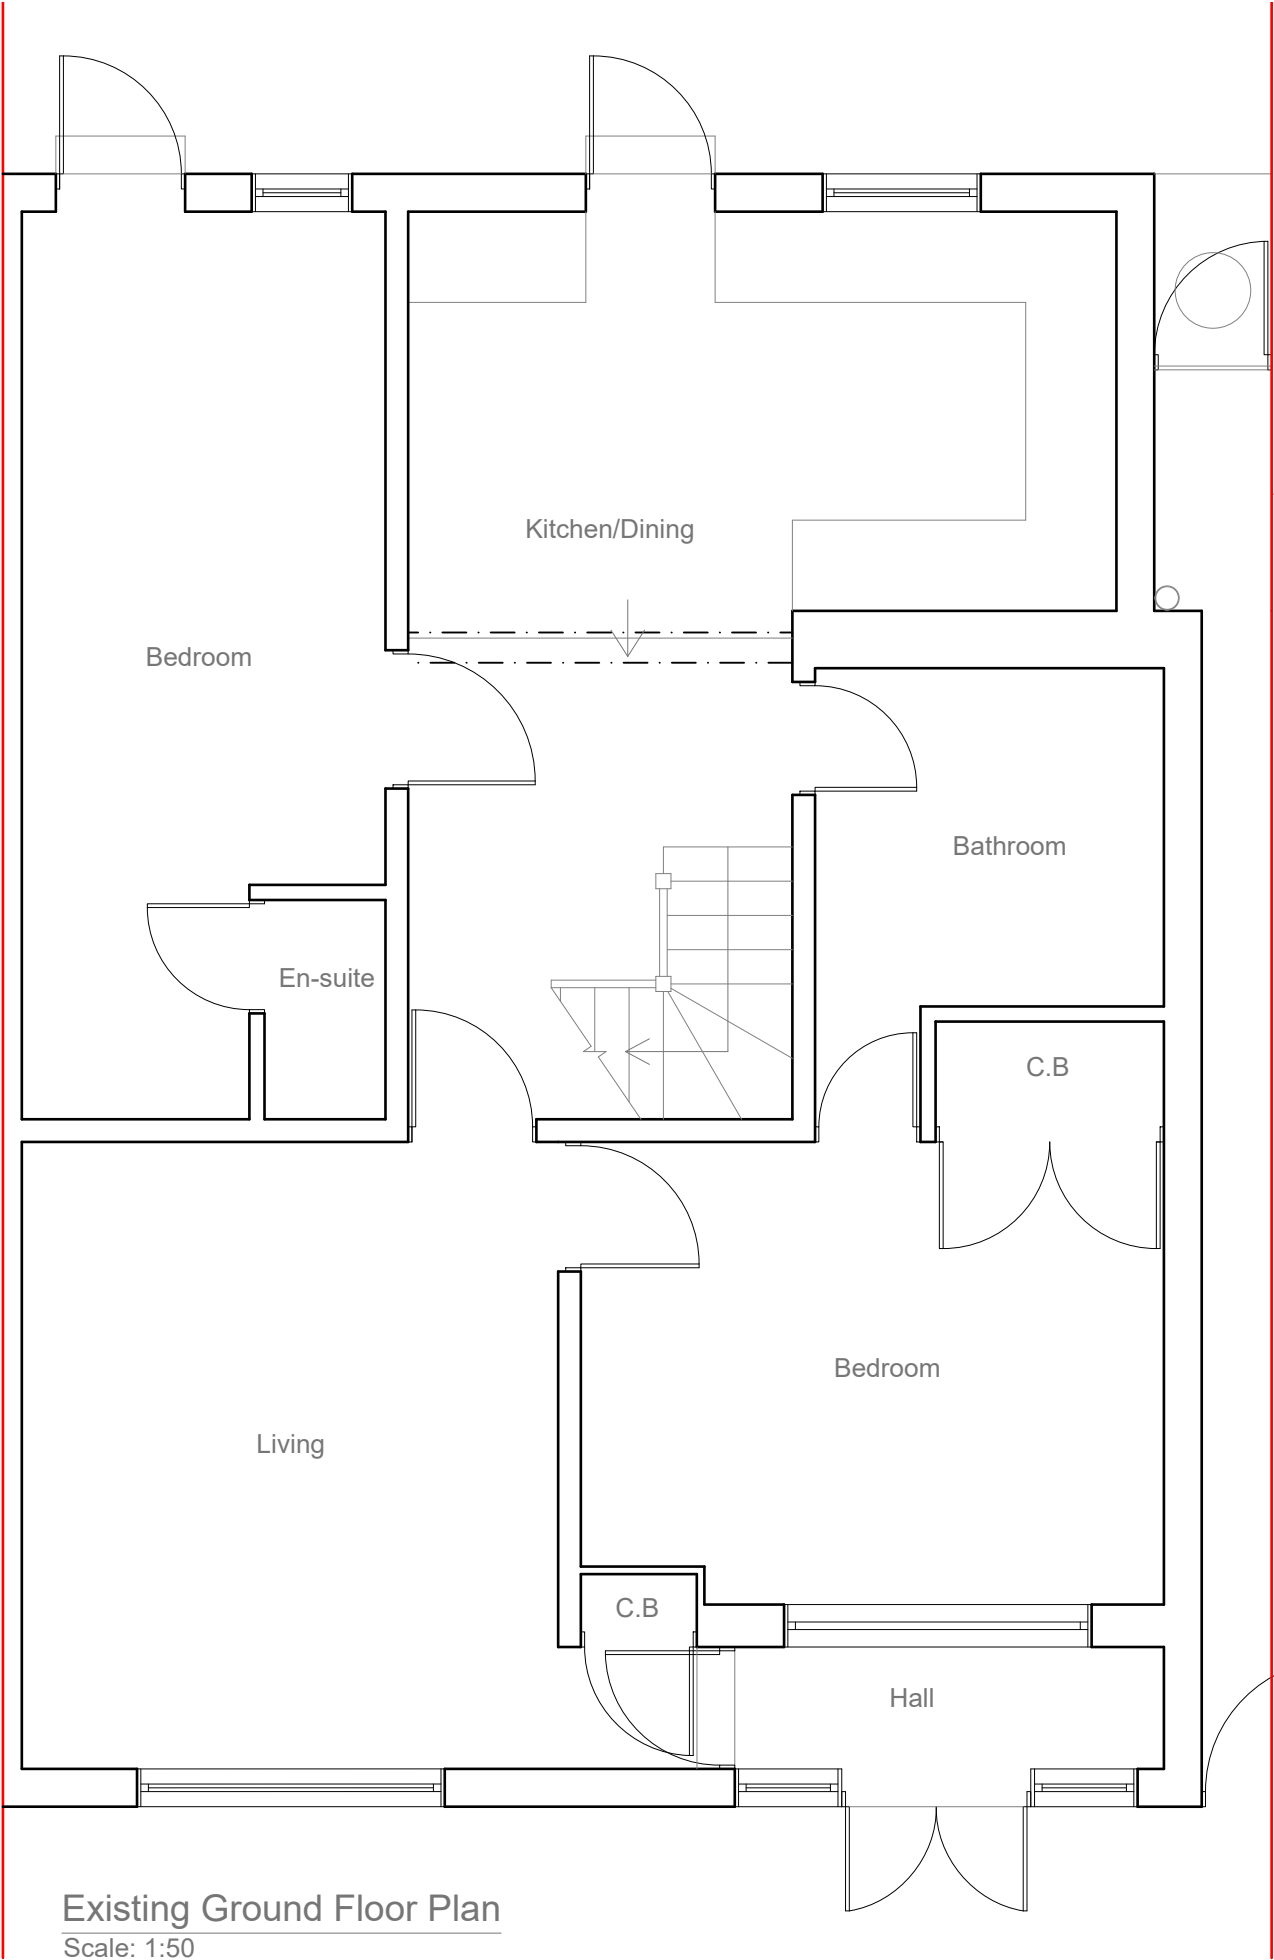 Kitchen/Dining
Bedroom
Bathroom
En-suite
C.B
Bedroom
Living
C.B
Hall
Existing Ground Floor Plan
Scale: 1:50